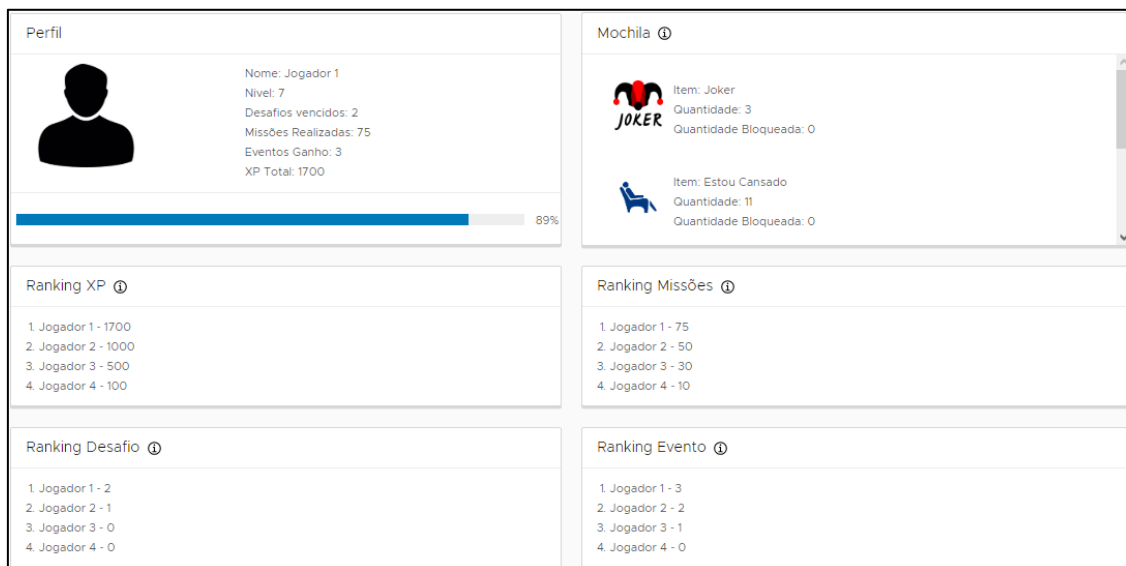 Perfil
Nome: Jogador 1
Nivel: 7
Desafios vencidos: 2
Missões Realizadas: 75
Eventos Ganho: 3
XP Total: 1700
89%
Mochila
JOKER
Item: Joker
Quantidade: 3
Quantidade Bloqueada: 0
Item: Estou Cansado
Quantidade: 11
Quantidade Bloqueada: 0
Ranking XP
1. Jogador 1 - 1700
2. Jogador 2 - 1000
3. Jogador 3 - 500
4. Jogador 4 - 100
Ranking Missões
1. Jogador 1 - 75
2. Jogador 2 - 50
3. Jogador 3 - 30
4. Jogador 4 - 10
Ranking Desafio
1. Jogador 1 - 2
2. Jogador 2 - 1
3. Jogador 3 - 0
4. Jogador 4 - 0
Ranking Evento
1. Jogador 1 - 3
2. Jogador 2 - 2
3. Jogador 3 - 1
4. Jogador 4 - 0